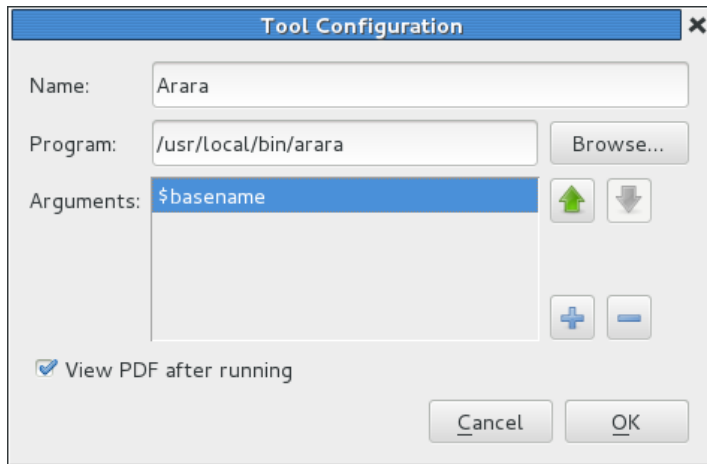 Tool Configuration
Name: Arara
Program: /usr/local/bin/arara Browse...
Arguments: $basename
View PDF after running
Cancel OK